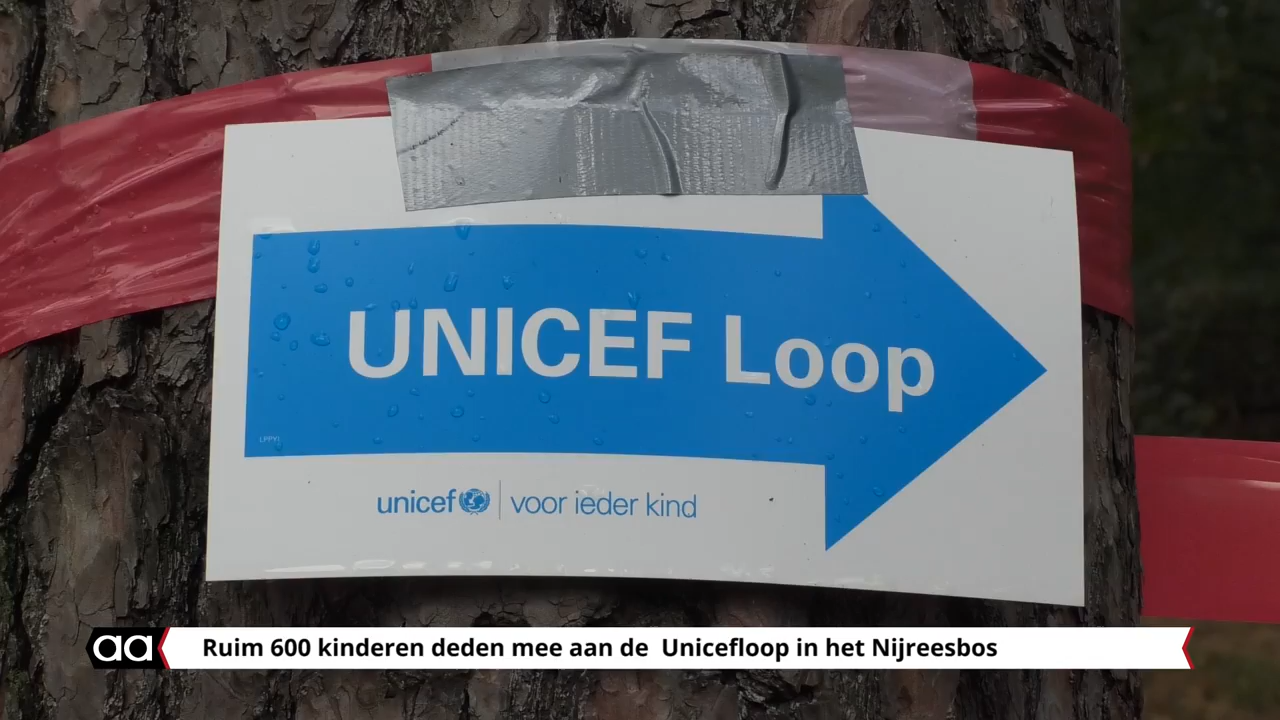 UNICEF Loop
unicef voor ieder kind
aa Ruim 600 kinderen deden mee aan de Unicefloop in het Nijreesbos